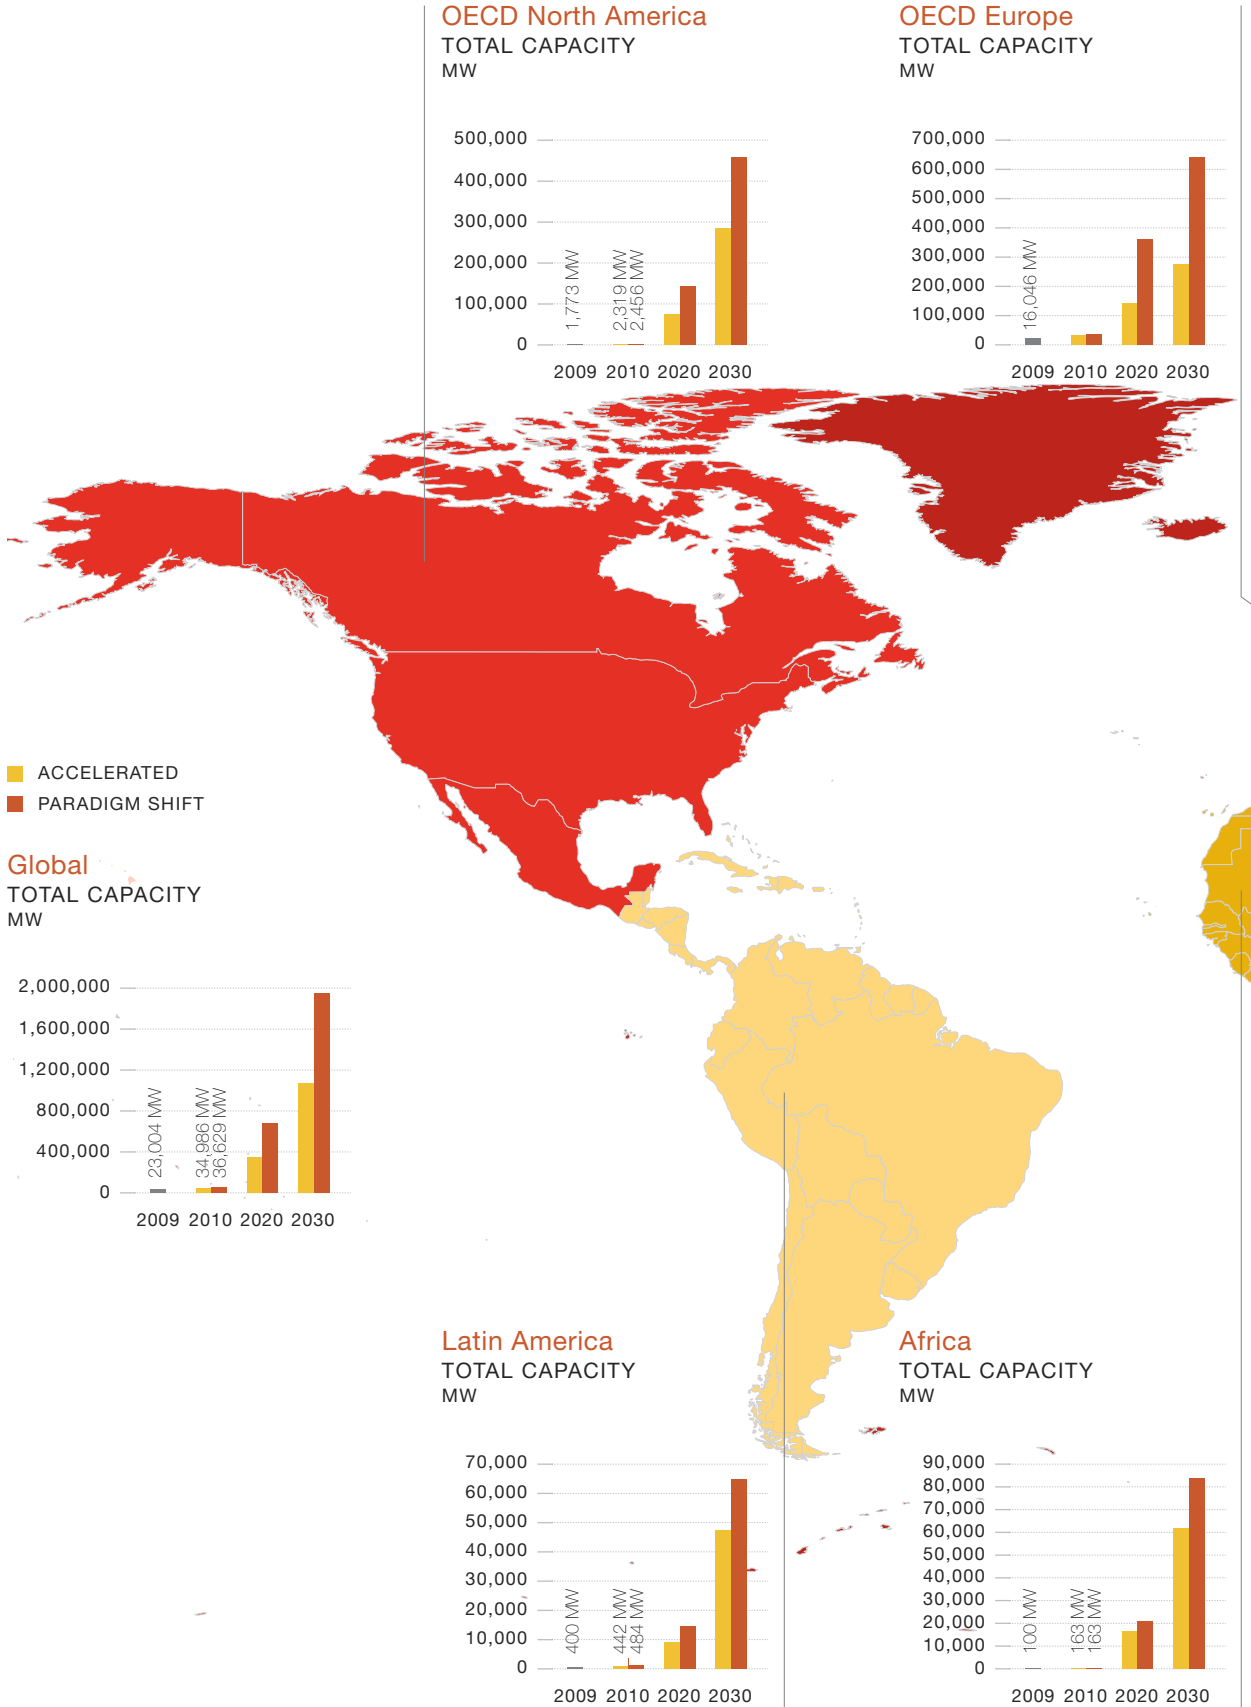 OECD North America
TOTAL CAPACITY
MW
500,000
400,000
300,000
200,000
100,000
0
1,773 MW
2,319 MW
2,456 MW
2009 2010 2020 2030
OECD Europe
TOTAL CAPACITY
MW
700,000
600,000
500,000
400,000
300,000
200,000
100,000
0
16,046 MW
2009 2010 2020 2030
ACCELERATED
PARADIGM SHIFT
Global
TOTAL CAPACITY
MW
2,000,000
1,600,000
1,200,000
800,000
400,000
0
23,004 MW
34,986 MW
36,629 MW
2009 2010 2020 2030
Latin America
TOTAL CAPACITY
MW
70,000
60,000
50,000
40,000
30,000
20,000
10,000
0
400 MW
442 MW
484 MW
2009 2010 2020 2030
Africa
TOTAL CAPACITY
MW
90,000
80,000
70,000
60,000
50,000
40,000
30,000
20,000
10,000
0
100 MW
163 MW
163 MW
2009 2010 2020 2030